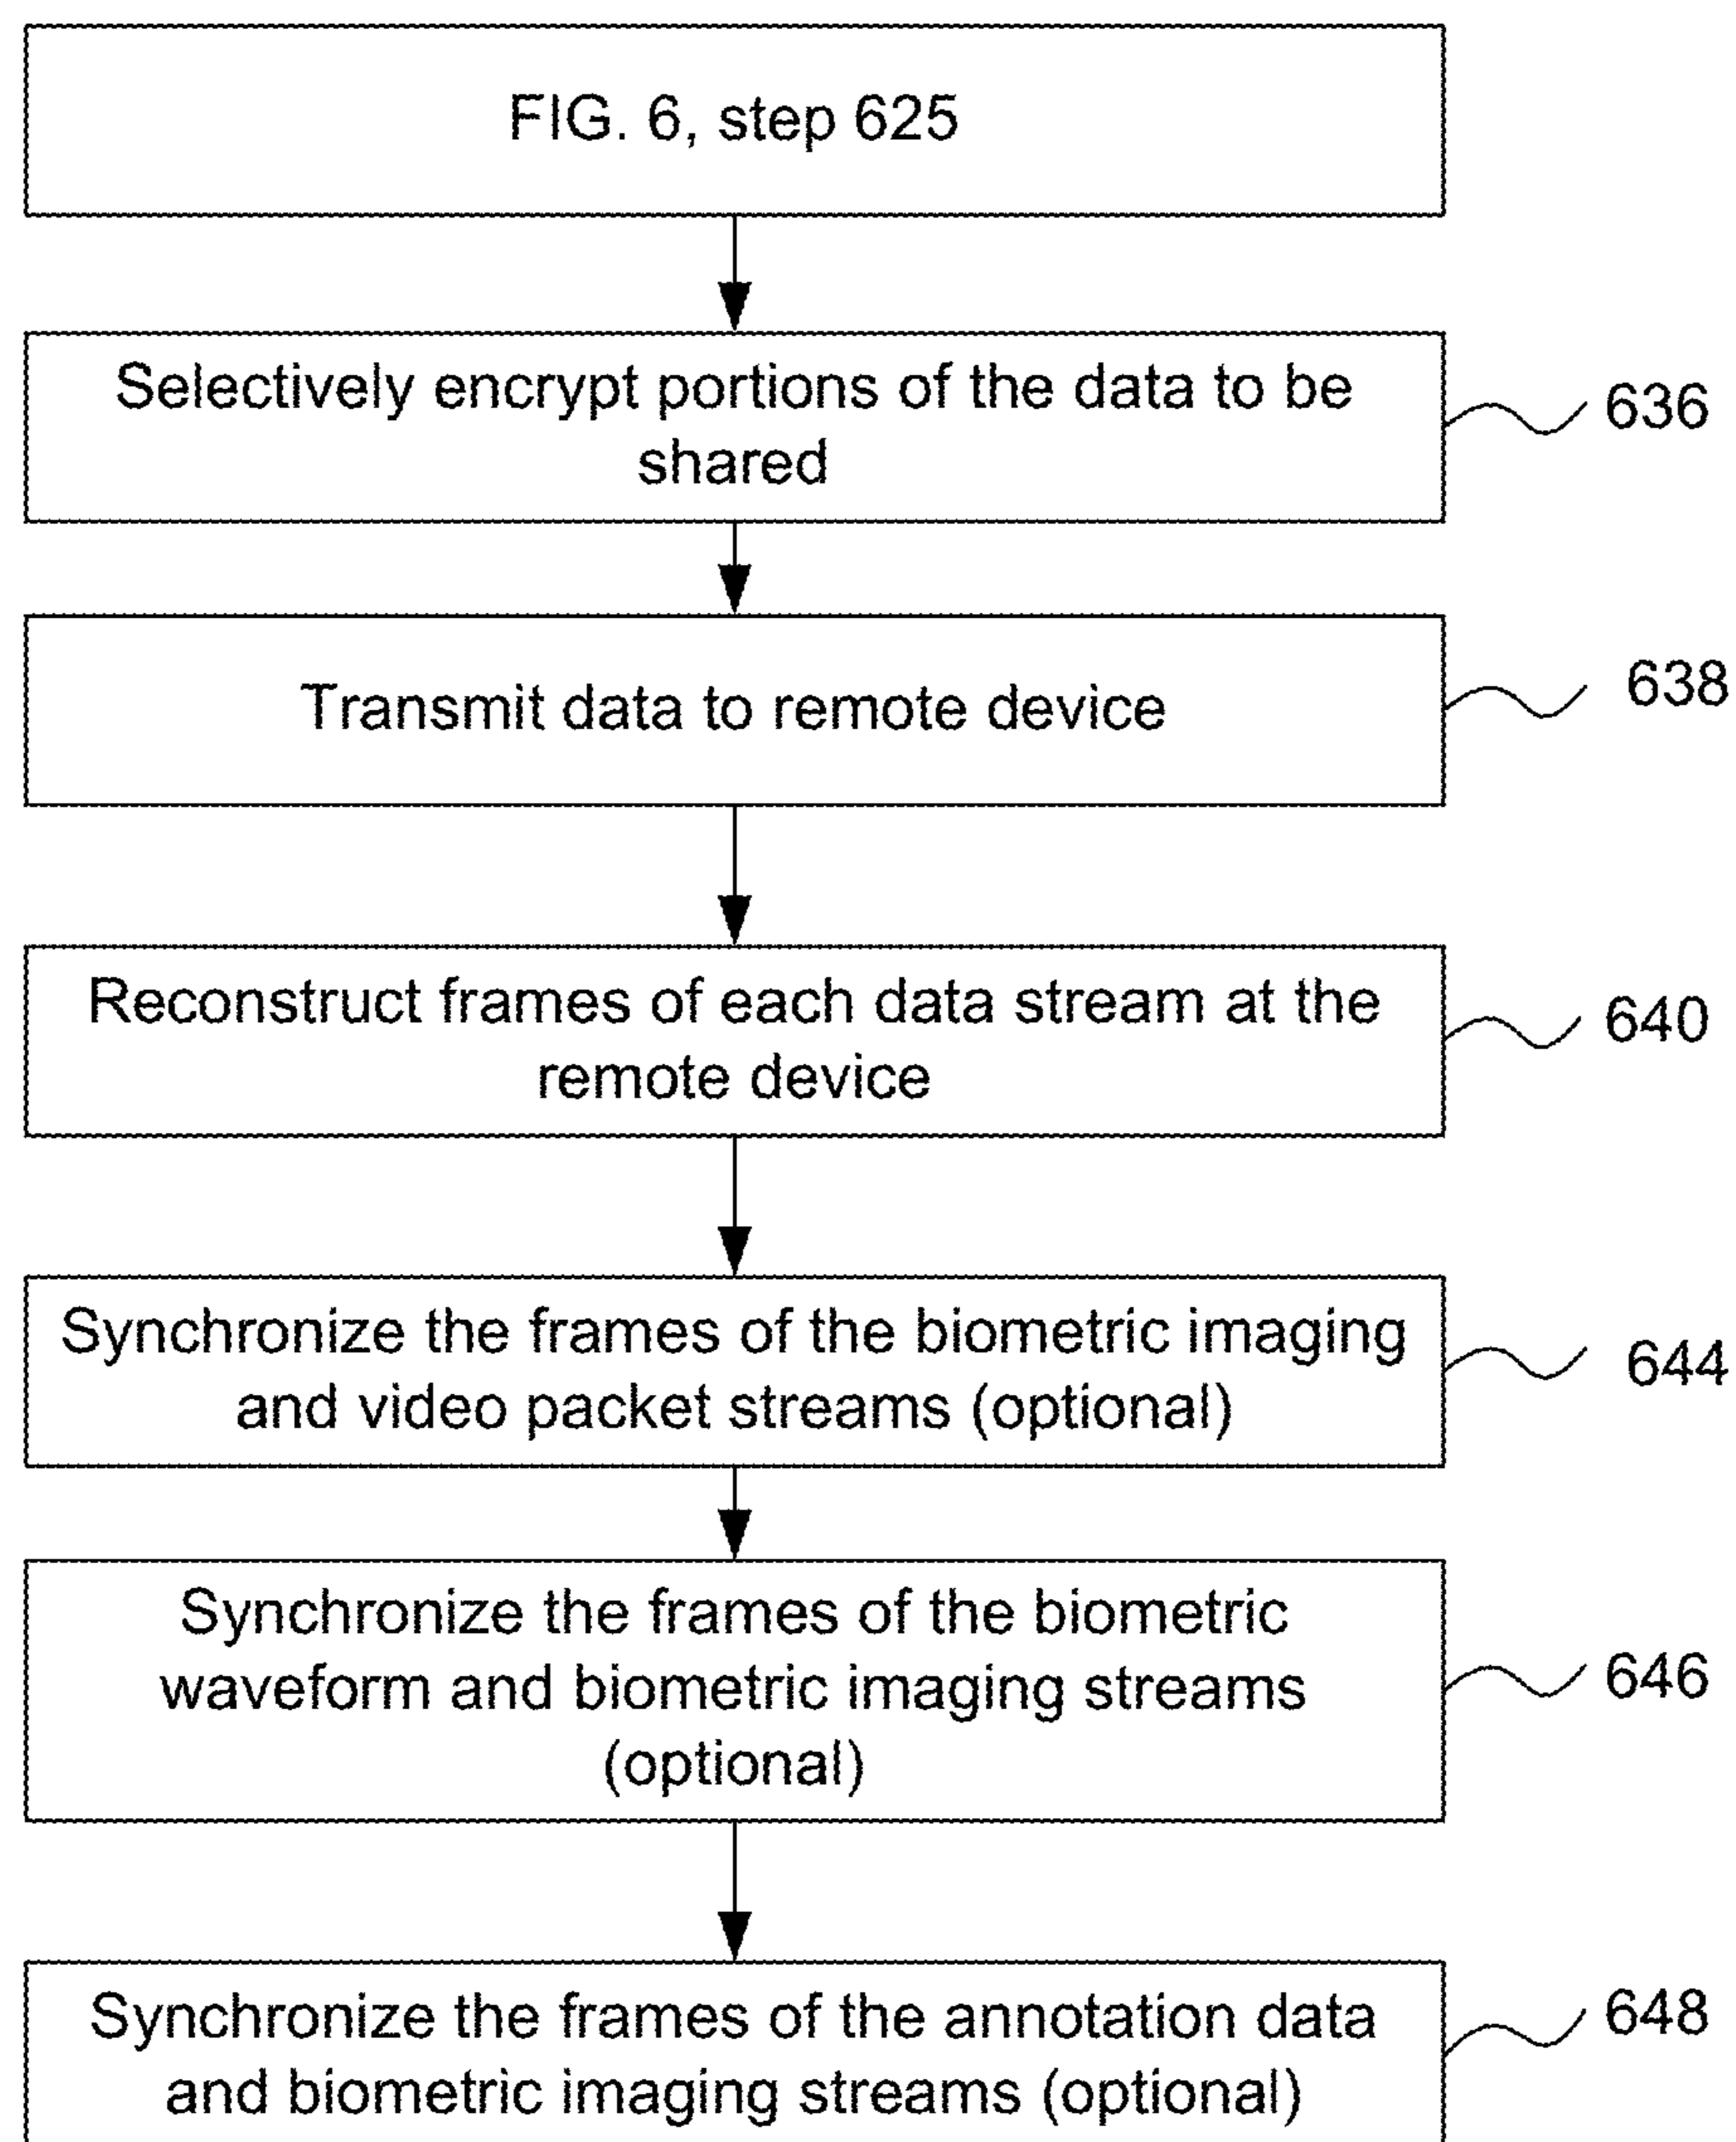 FIG. 6, step 625
Selectively encrypt portions of the data to be
shared
636
Transmit data to remote device
638
Reconstruct frames of each data stream at the
remote device
640
Synchronize the frames of the biometric imaging
and video packet streams (optional)
644
Synchronize the frames of the biometric
waveform and biometric imaging streams
(optional)
646
Synchronize the frames of the annotation data
and biometric imaging streams (optional)
648